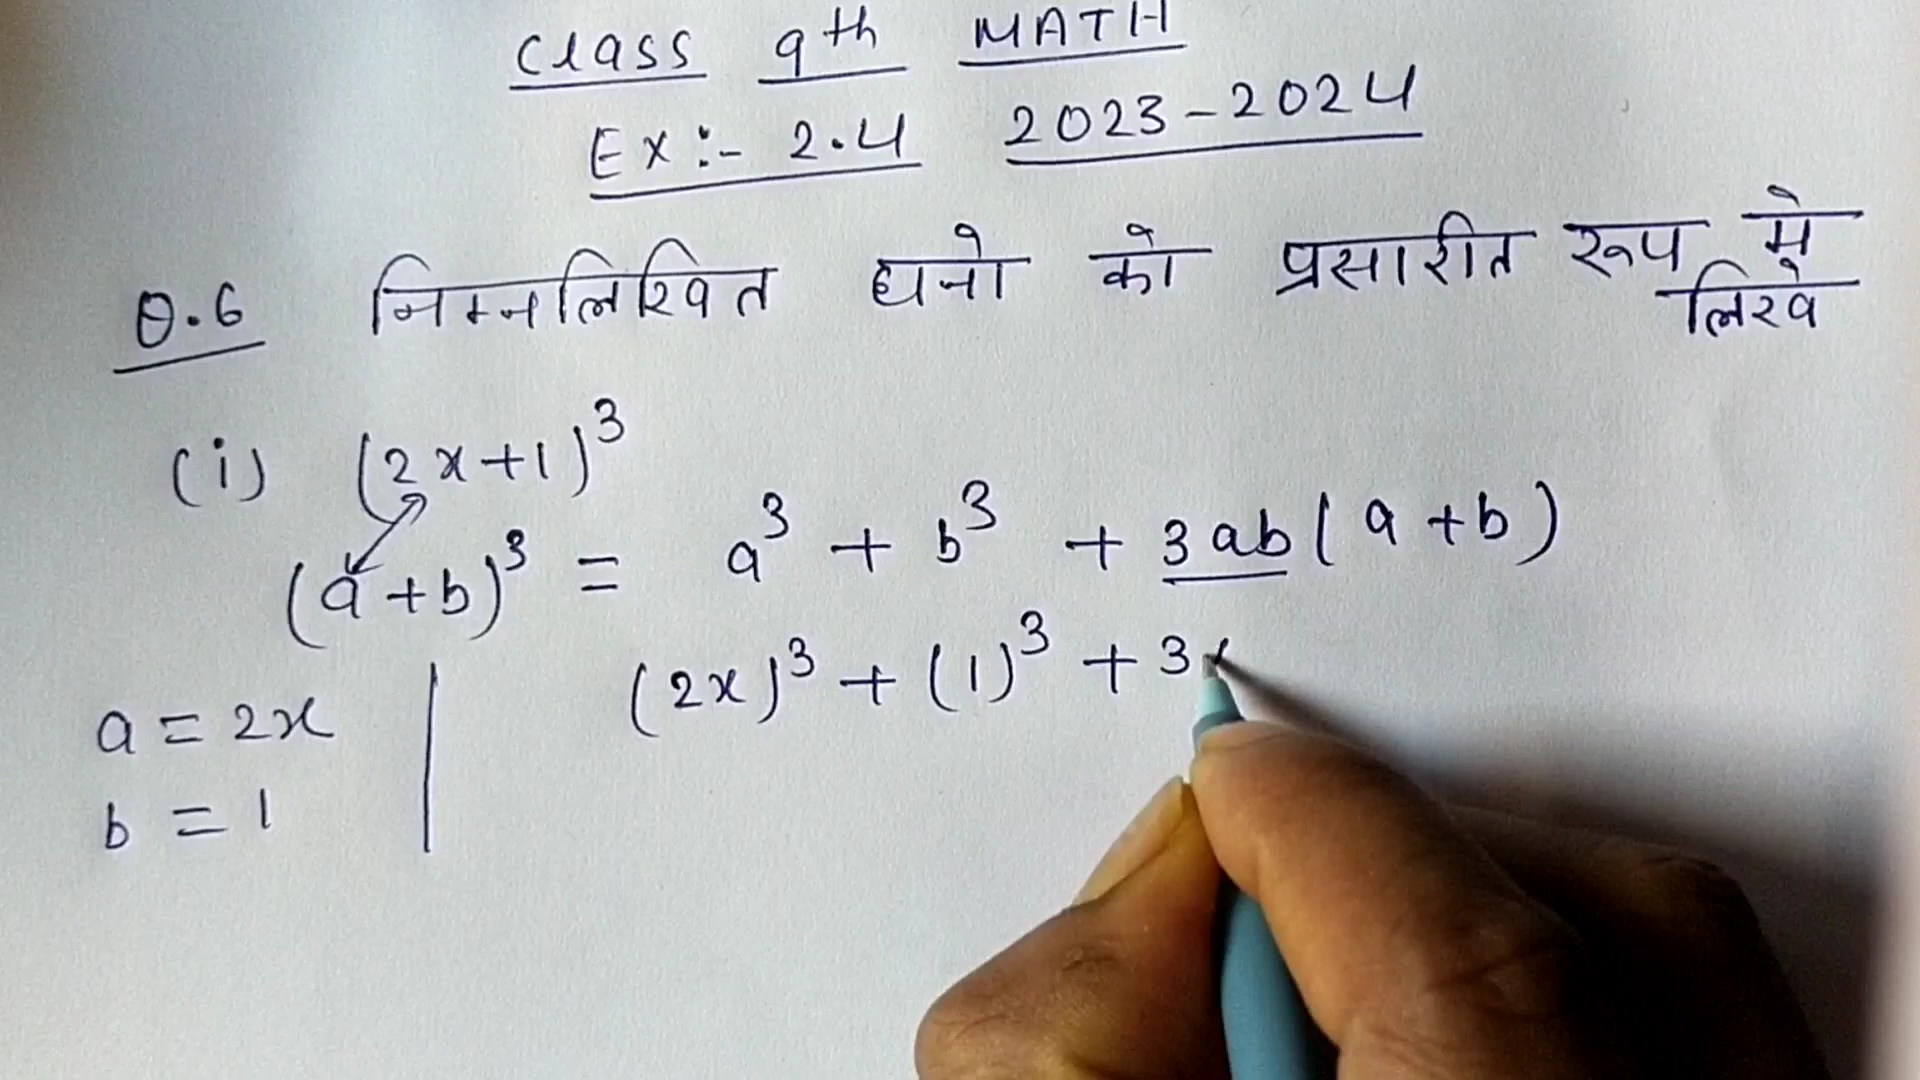 Class 9th MATH
Ex:- 2.4 2023-2024
Q.6 निम्नलिखित घनो को प्रसारीत रूप मे
लिखे
(i) (2x+1)³
(a+b)³ = a³ + b³ + 3ab(a+b)
(2x)³ + (1)³ + 3
a = 2x
b = 1